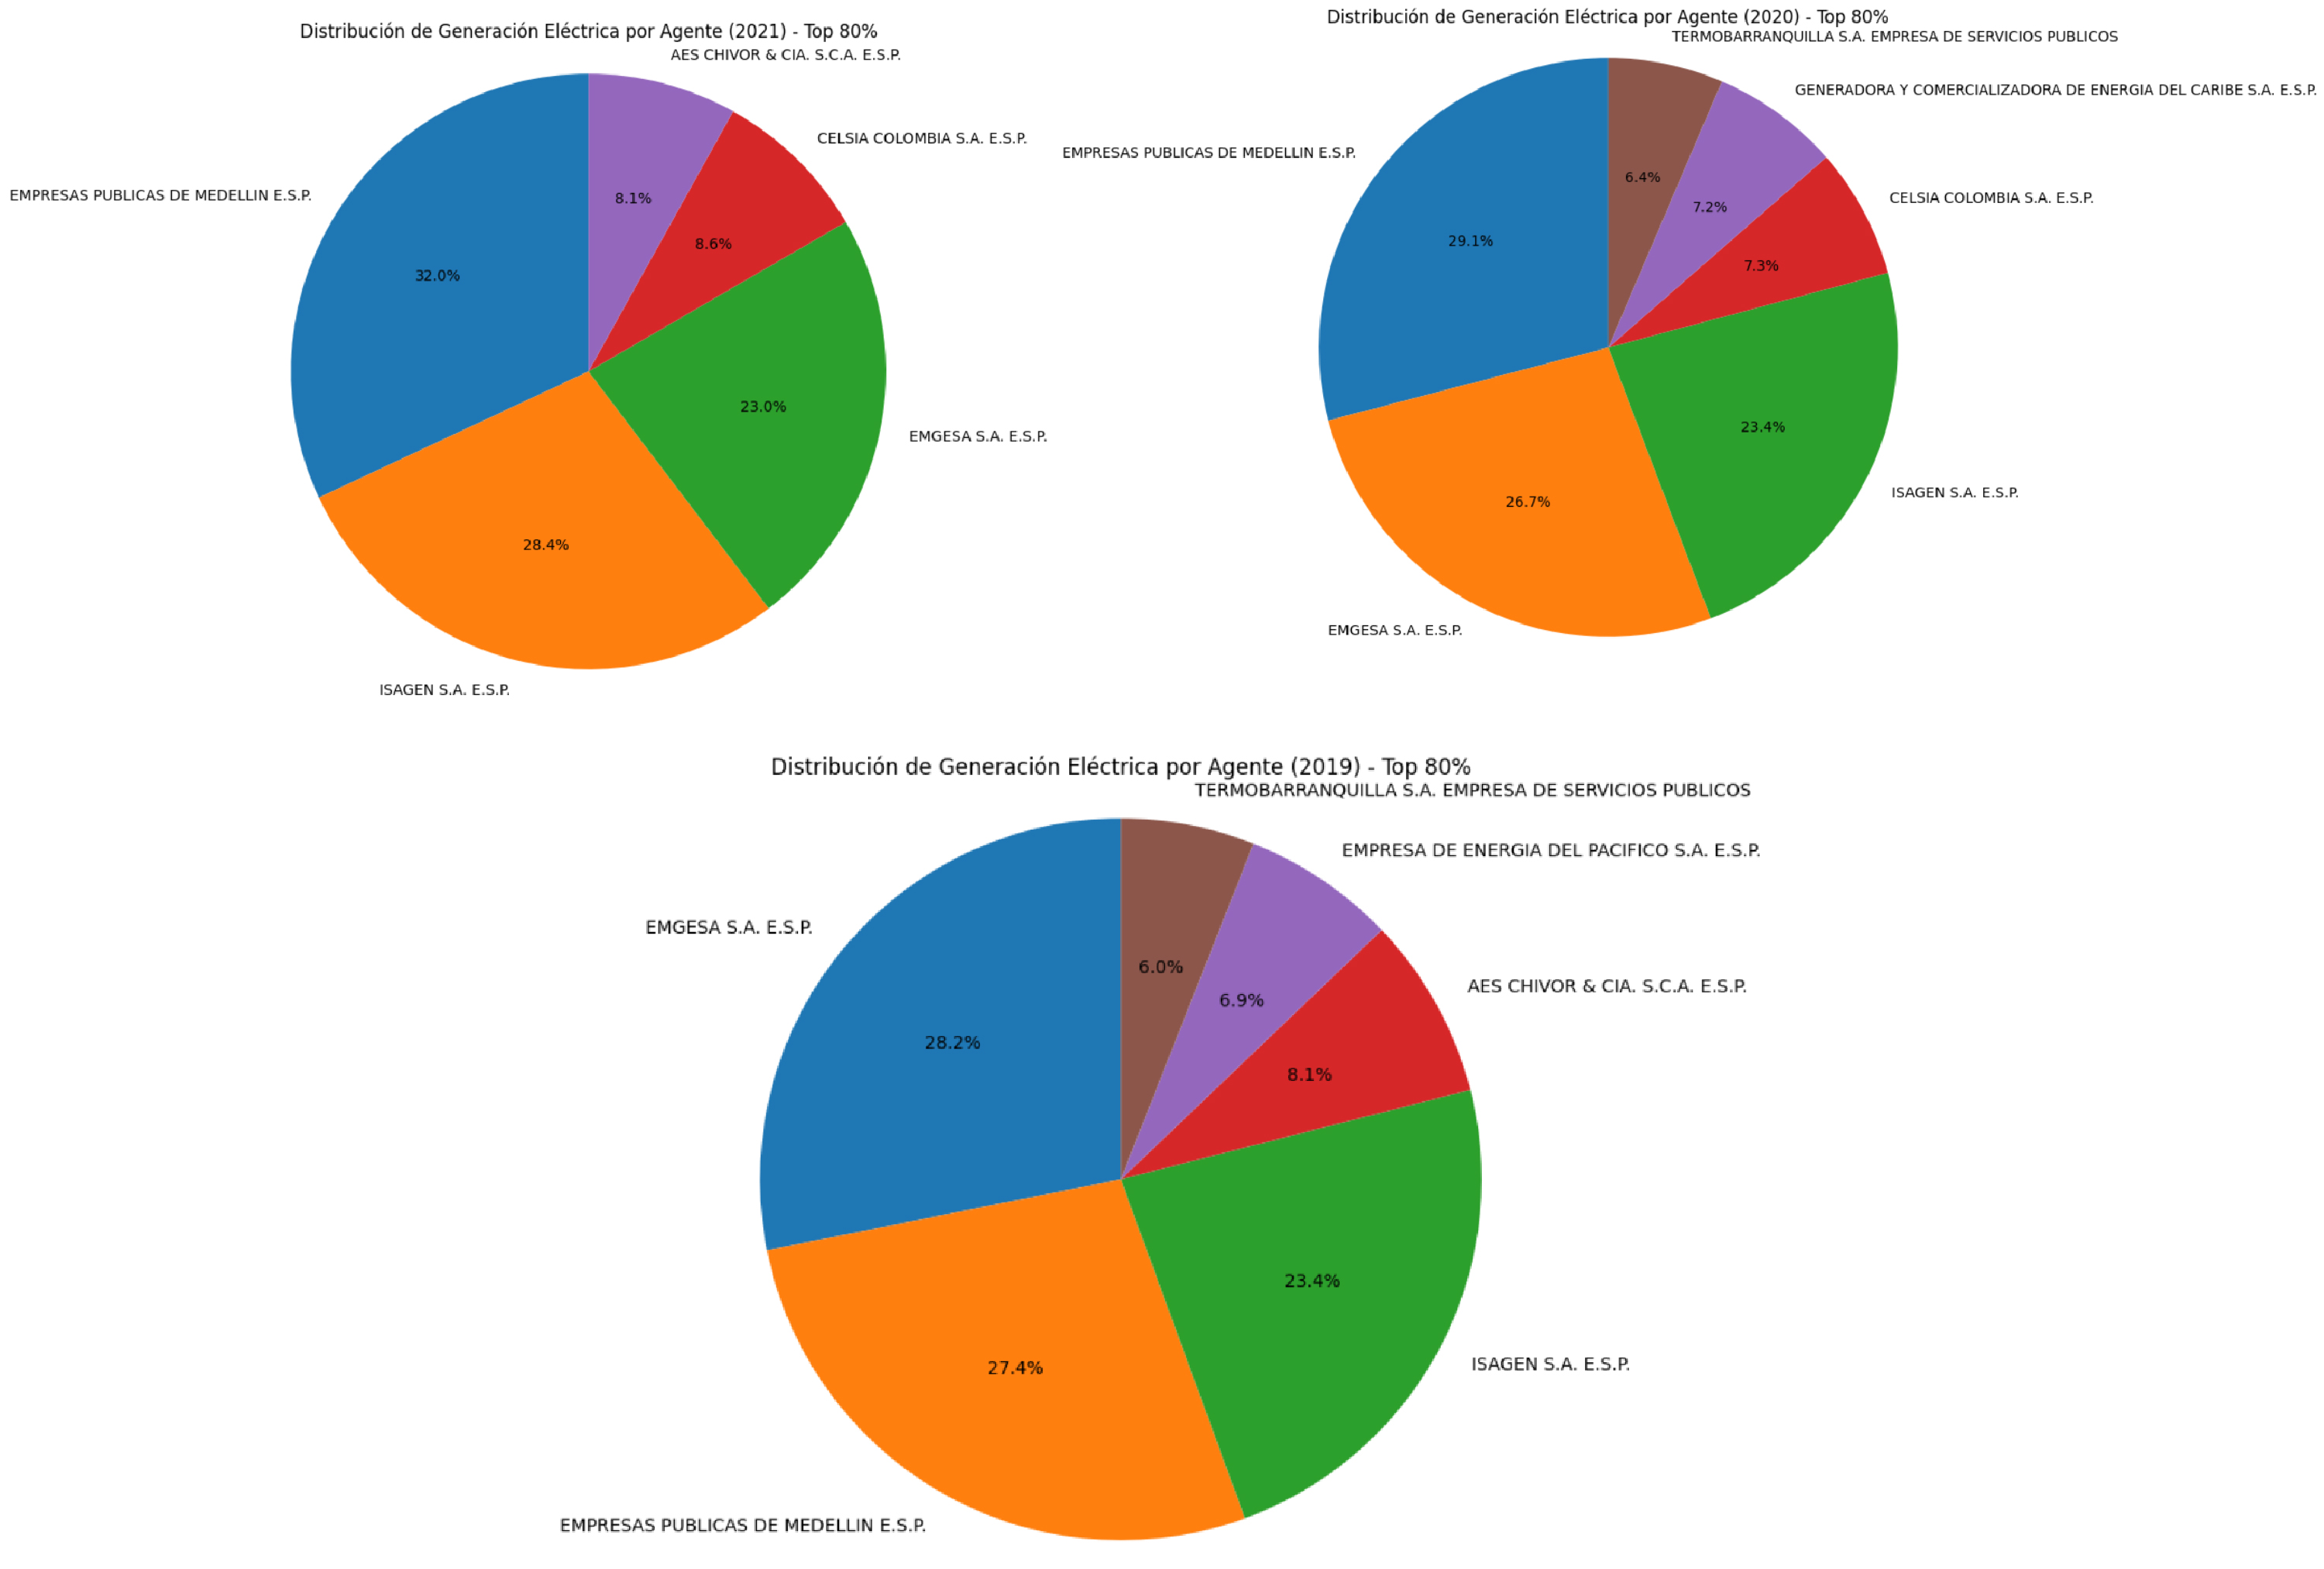 Distribución de Generación Eléctrica por Agente (2021) - Top 80%
AES CHIVOR & CIA. S.C.A. E.S.P.
CELSIA COLOMBIA S.A. E.S.P.
EMPRESAS PUBLICAS DE MEDELLIN E.S.P.
8.1%
8.6%
32.0%
23.0%
EMGESA S.A. E.S.P.
28.4%
ISAGEN S.A. E.S.P.
Distribución de Generación Eléctrica por Agente (2020) - Top 80%
TERMOBARRANQUILLA S.A. EMPRESA DE SERVICIOS PUBLICOS
GENERADORA Y COMERCIALIZADORA DE ENERGIA DEL CARIBE S.A. E.S.P.
EMPRESAS PUBLICAS DE MEDELLIN E.S.P.
6.4%
CELSIA COLOMBIA S.A. E.S.P.
7.2%
29.1%
7.3%
23.4%
ISAGEN S.A. E.S.P.
26.7%
EMGESA S.A. E.S.P.
Distribución de Generación Eléctrica por Agente (2019) - Top 80%
TERMOBARRANQUILLA S.A. EMPRESA DE SERVICIOS PUBLICOS
EMPRESA DE ENERGIA DEL PACIFICO S.A. E.S.P.
EMGESA S.A. E.S.P.
6.0%
AES CHIVOR & CIA. S.C.A. E.S.P.
6.9%
28.2%
8.1%
23.4%
ISAGEN S.A. E.S.P.
27.4%
EMPRESAS PUBLICAS DE MEDELLIN E.S.P.